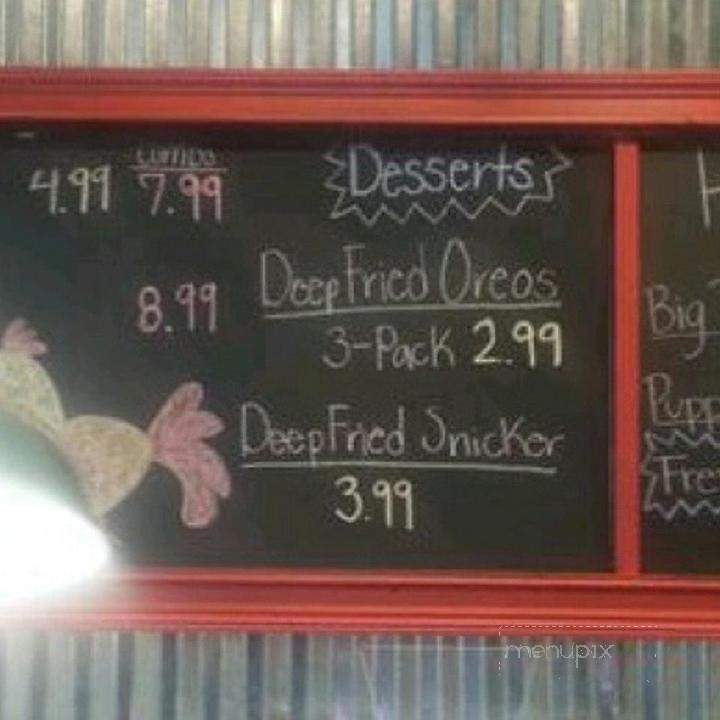 Combo
4.99 7.99
8.99
Desserts
Deep Fried Oreos
3-Pack 2.99
Deep Fried Snicker
3.99
Big
menupix